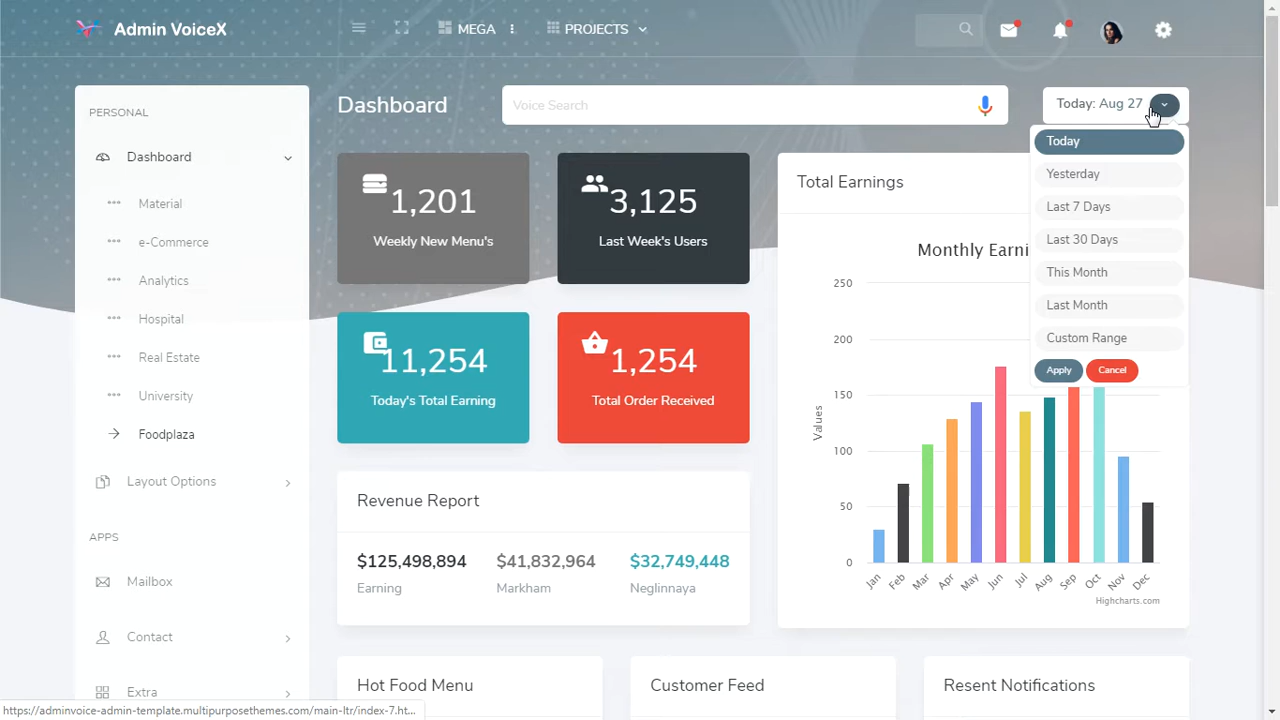 Admin VoiceX
MEGA
PROJECTS
PERSONAL
Dashboard
Material
e-Commerce
Analytics
Hospital
Real Estate
University
Foodplaza
Layout Options
APPS
Mailbox
Contact
Extra
Dashboard
Voice Search
Today: Aug 27
Today
Yesterday
Last 7 Days
Last 30 Days
This Month
Last Month
Custom Range
Apply
Cancel
1,201
Weekly New Menu's
3,125
Last Week's Users
11,254
Today's Total Earning
1,254
Total Order Received
Revenue Report
$125,498,894
Earning
$41,832,964
Markham
$32,749,448
Neglinnaya
Total Earnings
Monthly Earni
250
200
150
100
50
0
Values
Jan
Feb
Mar
Apr
May
Jun
Jul
Aug
Sep
Oct
Nov
Dec
Highcharts.com
Hot Food Menu
Customer Feed
Resent Notifications
https://adminvoice-admin-template.multipurposethemes.com/main-ltr/index-7.ht...